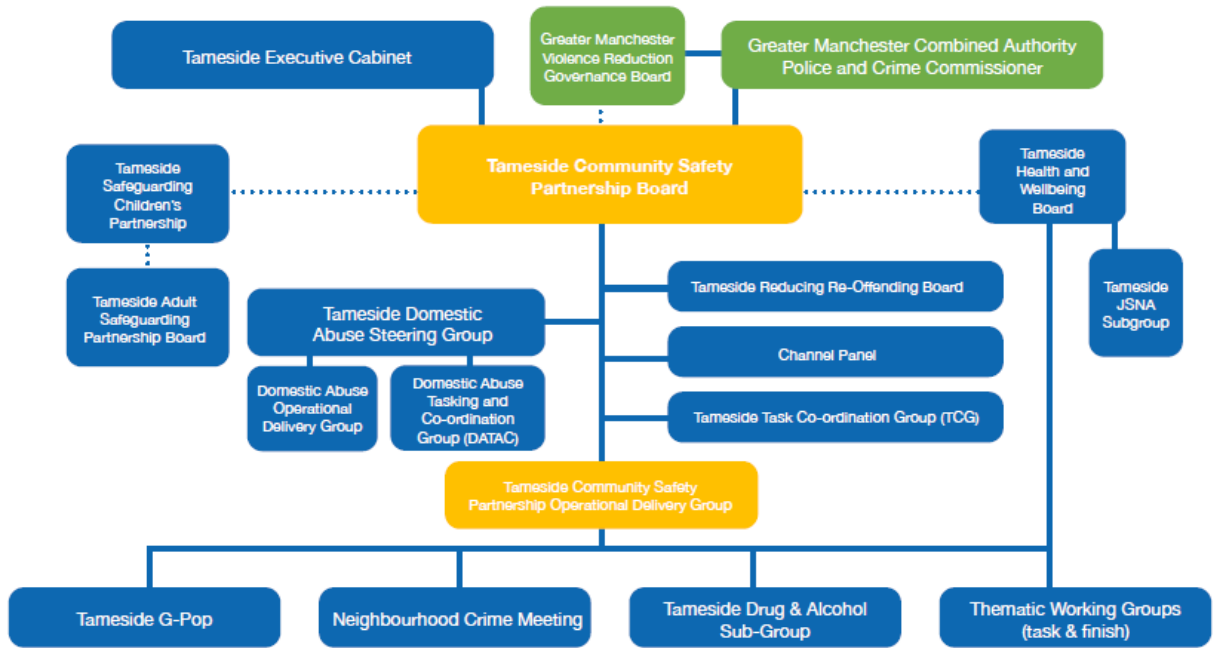 Tameside Executive Cabinet
Greater Manchester
Violence Reduction
Governance Board
Greater Manchester Combined Authority
Police and Crime Commissioner
Tameside
Safeguarding
Children's
Partnership
Tameside Community Safety
Partnership Board
Tameside
Health and
Wellbeing
Board
Tameside Adult
Safeguarding
Partnership Board
Tameside Domestic
Abuse Steering Group
Tameside Reducing Re-Offending Board
Tameside
JSNA
Subgroup
Channel Panel
Domestic Abuse
Operational
Delivery Group
Domestic Abuse
Tasking and
Co-ordination
Group (DATAC)
Tameside Task Co-ordination Group (TCG)
Tameside Community Safety
Partnership Operational Delivery Group
Tameside G-Pop
Neighbourhood Crime Meeting
Tameside Drug & Alcohol
Sub-Group
Thematic Working Groups
(task & finish)